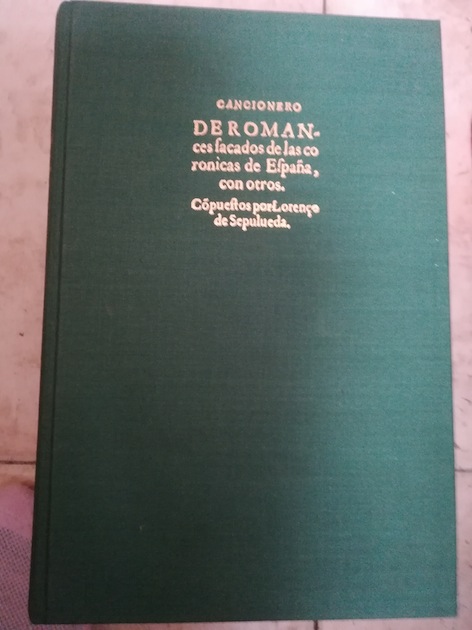 CANCIONERO
DE ROMAN-
ces ſacados de las co
ronicas de Eſpaña,
con otros.
Cõpueſtos por Lorenço
de Sepulueda.